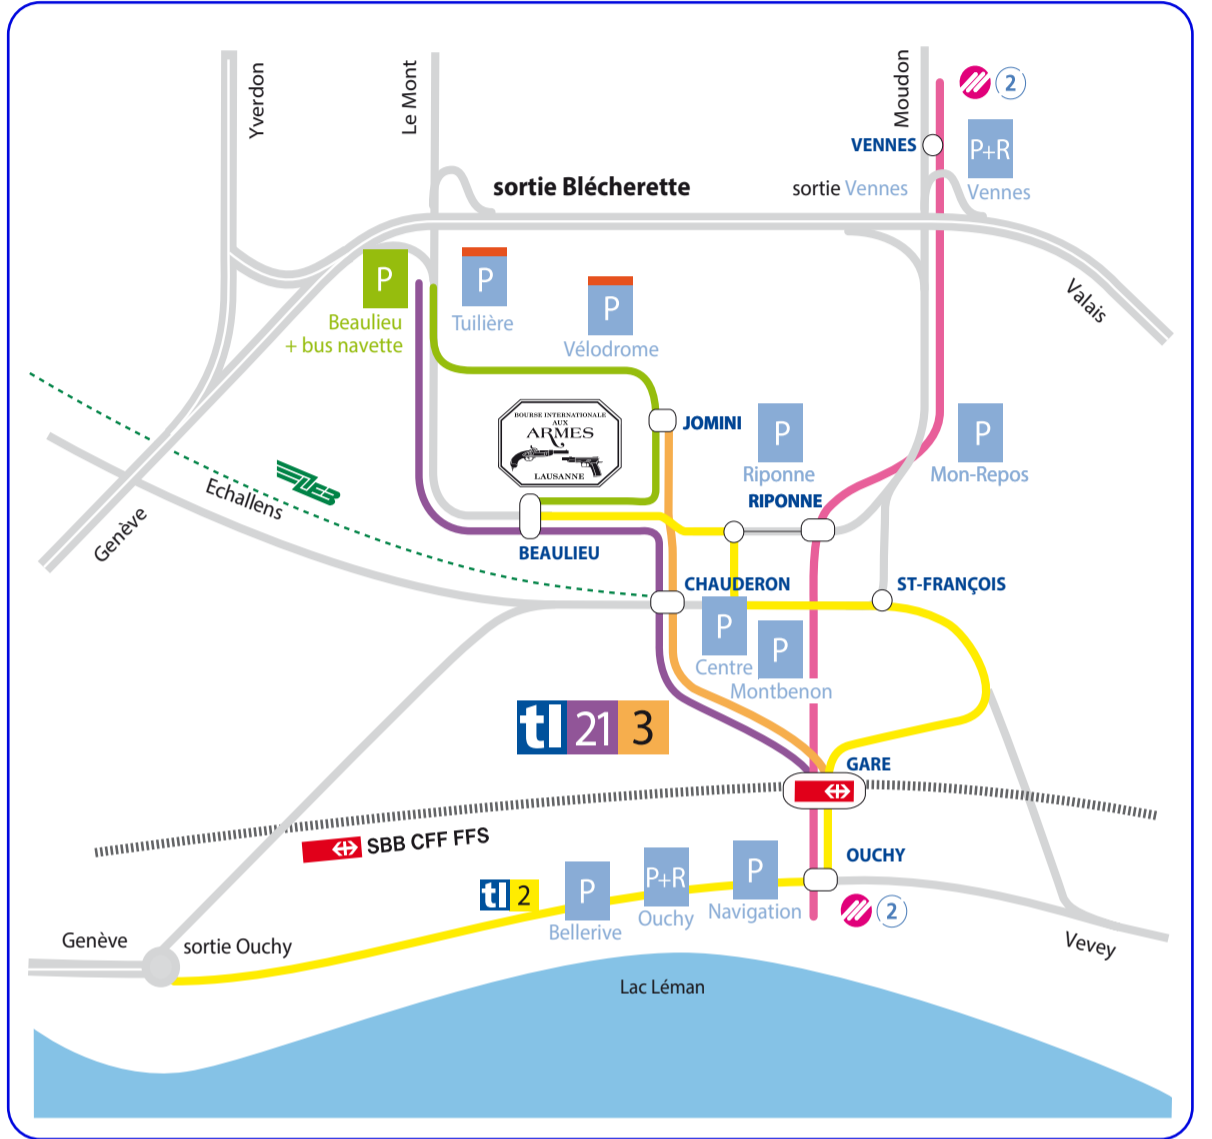 Yverdon
Le Mont
Moudon
2
VENNES
P+R
sortie Blécherette
sortie Vennes
Vennes
P
Beaulieu
+ bus navette
P
Tuilière
P
Vélodrome
Valais
BOURSE INTERNATIONALE
AUX
ARMES
LAUSANNE
JOMINI
P
Riponne
P
Mon-Repos
RIPONNE
LEB
Echallens
Genève
BEAULIEU
CHAUDERON
ST-FRANÇOIS
P
Centre
P
Montbenon
tl 21 3
GARE
SBB CFF FFS
OUCHY
tl 2
P
Bellerive
P+R
Ouchy
P
Navigation
2
Genève
sortie Ouchy
Vevey
Lac Léman